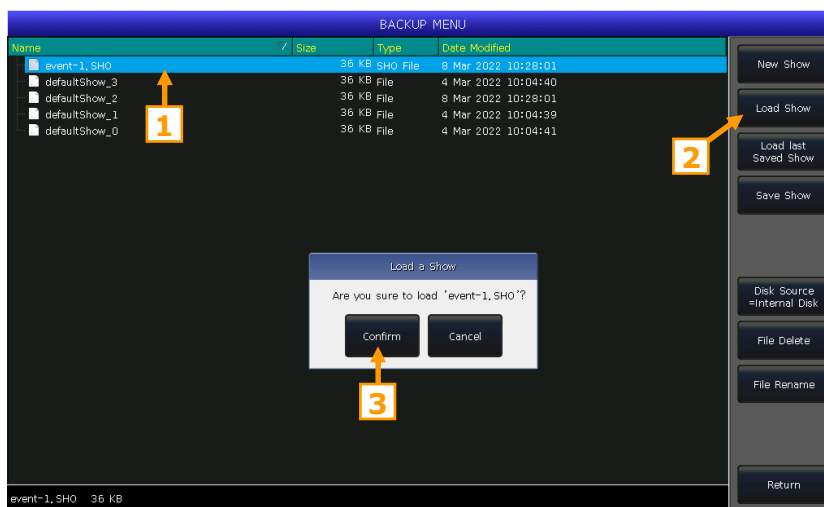 BACKUP MENU
Name Size Type Date Modified
event-1.SHO 36 KB SHO File 8 Mar 2022 10:28:01
defaultShow_3 36 KB File 4 Mar 2022 10:04:40
defaultShow_2 36 KB File 8 Mar 2022 10:28:01
defaultShow_1 36 KB File 4 Mar 2022 10:04:39
defaultShow_0 36 KB File 4 Mar 2022 10:04:41
1
New Show
Load Show
2
Load last
Saved Show
Save Show
Load a Show
Are you sure to load 'event-1.SHO'?
Confirm Cancel
3
Disk Source
=Internal Disk
File Delete
File Rename
Return
event-1.SHO 36 KB